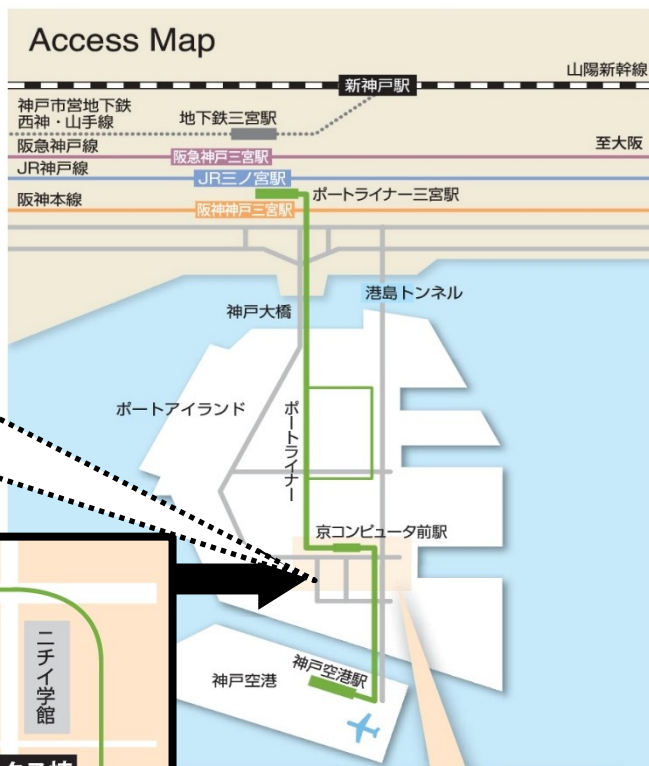 Access Map
山陽新幹線
新神戸駅
神戸市営地下鉄
西神・山手線
地下鉄三宮駅
阪急神戸線
至大阪
阪急神戸三宮駅
JR神戸線
JR三ノ宮駅
ポートライナー三宮駅
阪神本線
阪神神戸三宮駅
港島トンネル
神戸大橋
ポートアイランド
ポートライナー
京コンピュータ前駅
ニチイ学館
神戸空港駅
神戸空港